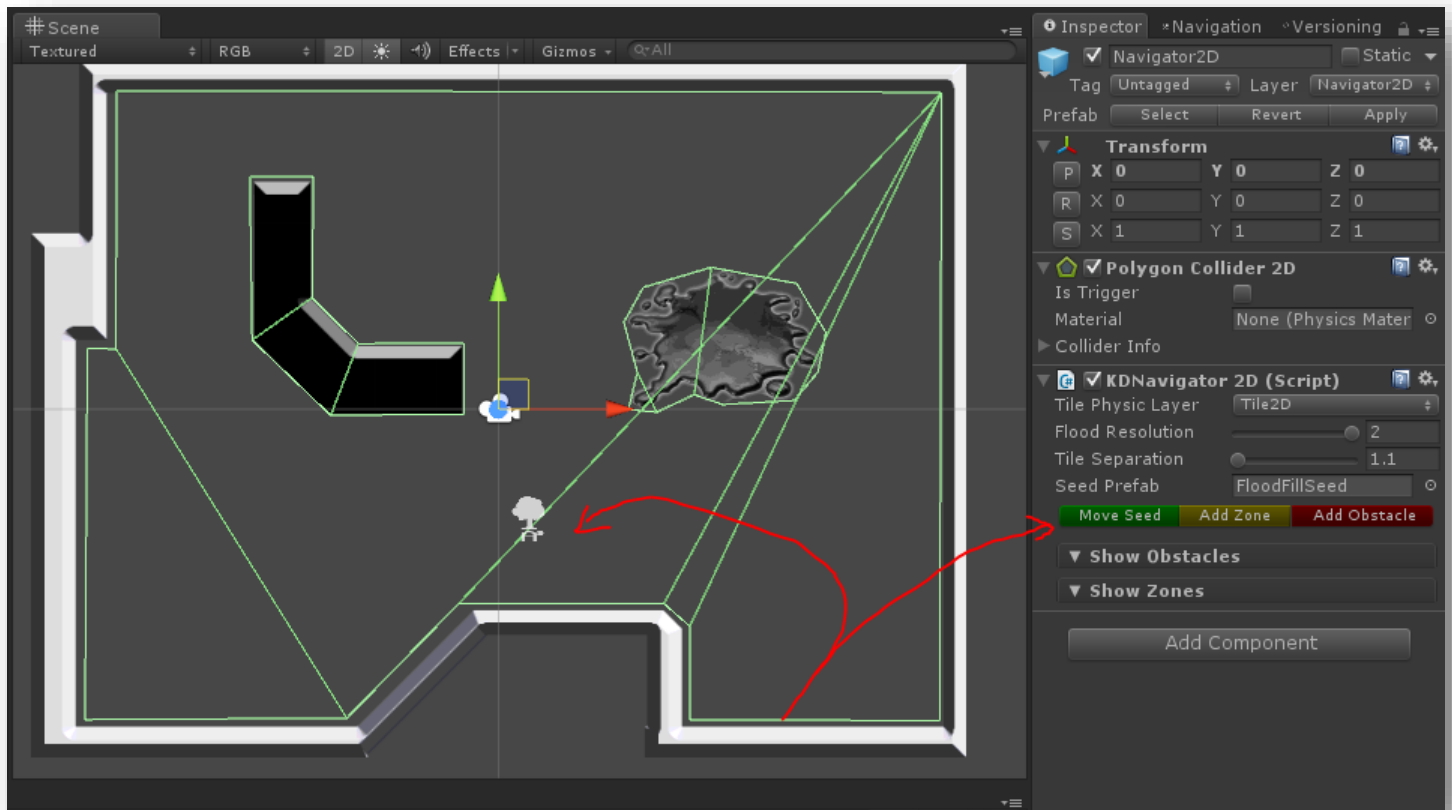 Scene
Textured RGB 2D Effects Gizmos All
Inspector Navigation Versioning
Navigator2D Static
Tag Untagged Layer Navigator2D
Prefab Select Revert Apply
Transform
P X 0 Y 0 Z 0
R X 0 Y 0 Z 0
S X 1 Y 1 Z 1
Polygon Collider 2D
Is Trigger
Material None (Physics Mater
Collider Info
KDNavigator 2D (Script)
Tile Physic Layer Tile2D
Flood Resolution 2
Tile Separation 1.1
Seed Prefab FloodFillSeed
Move Seed Add Zone Add Obstacle
▼ Show Obstacles
▼ Show Zones
Add Component